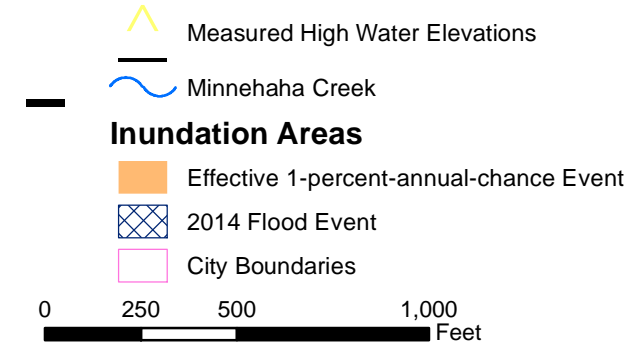 Measured High Water Elevations
Minnehaha Creek
Inundation Areas
Effective 1-percent-annual-chance Event
2014 Flood Event
City Boundaries
0 250 500 1,000
Feet